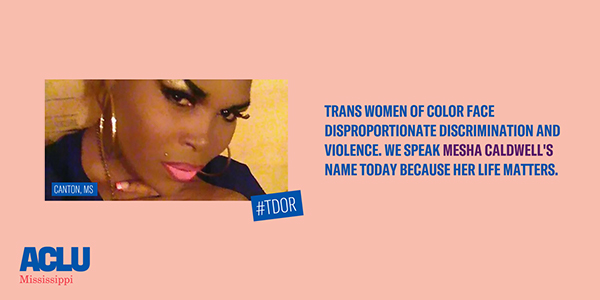 TRANS WOMEN OF COLOR FACE
DISPROPORTIONATE DISCRIMINATION AND
VIOLENCE. WE SPEAK MESHA CALDWELL'S
NAME TODAY BECAUSE HER LIFE MATTERS.
CANTON, MS
#TDOR
ACLU
Mississippi